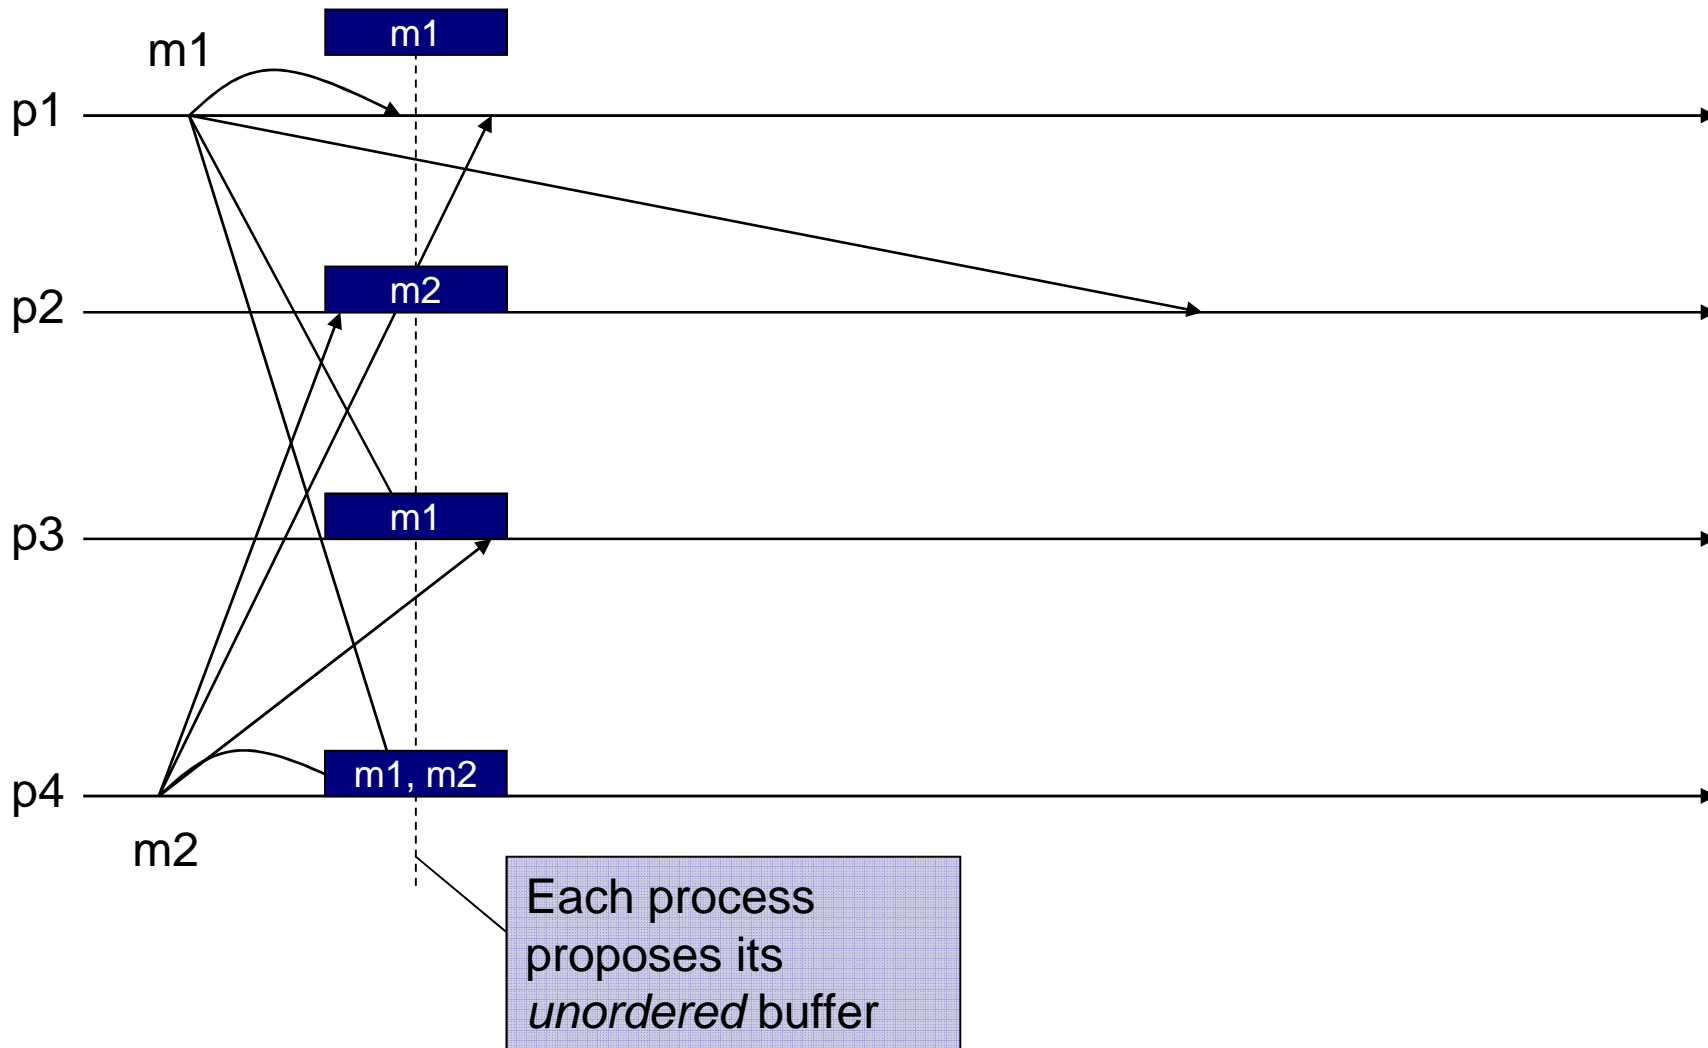 m1
m1
p1
m2
p2
m1
p3
m1, m2
p4
m2
Each process
proposes its
unordered buffer